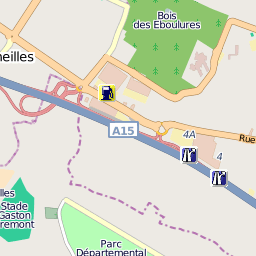 Bois
des Eboulures
neilles
A15
4A
Rue
4
lles
Stade
Gaston
remont
Parc
Départemental